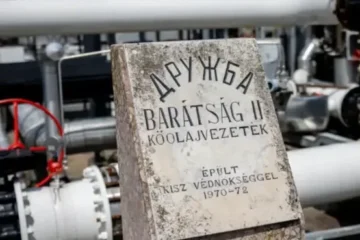 ДРУЖБА
BARÁTSÁG II
KŐOLAJVEZETÉK
ÉPÜLT
KISZ VÉDNÖKSÉGGEL
1970-72